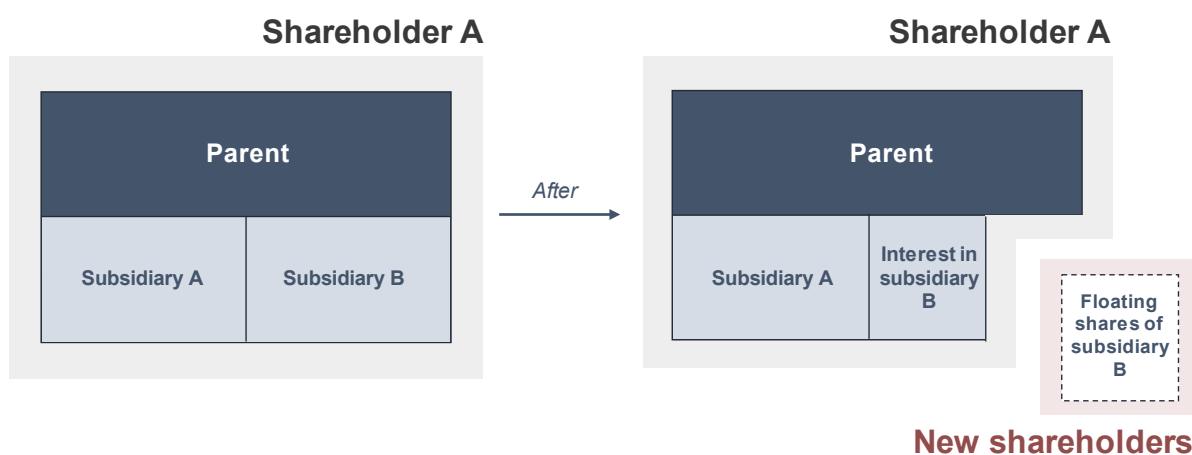 Shareholder A
Parent
Subsidiary A
Subsidiary B
After
Shareholder A
Parent
Subsidiary A
Interest in
subsidiary
B
Floating
shares of
subsidiary
B
New shareholders